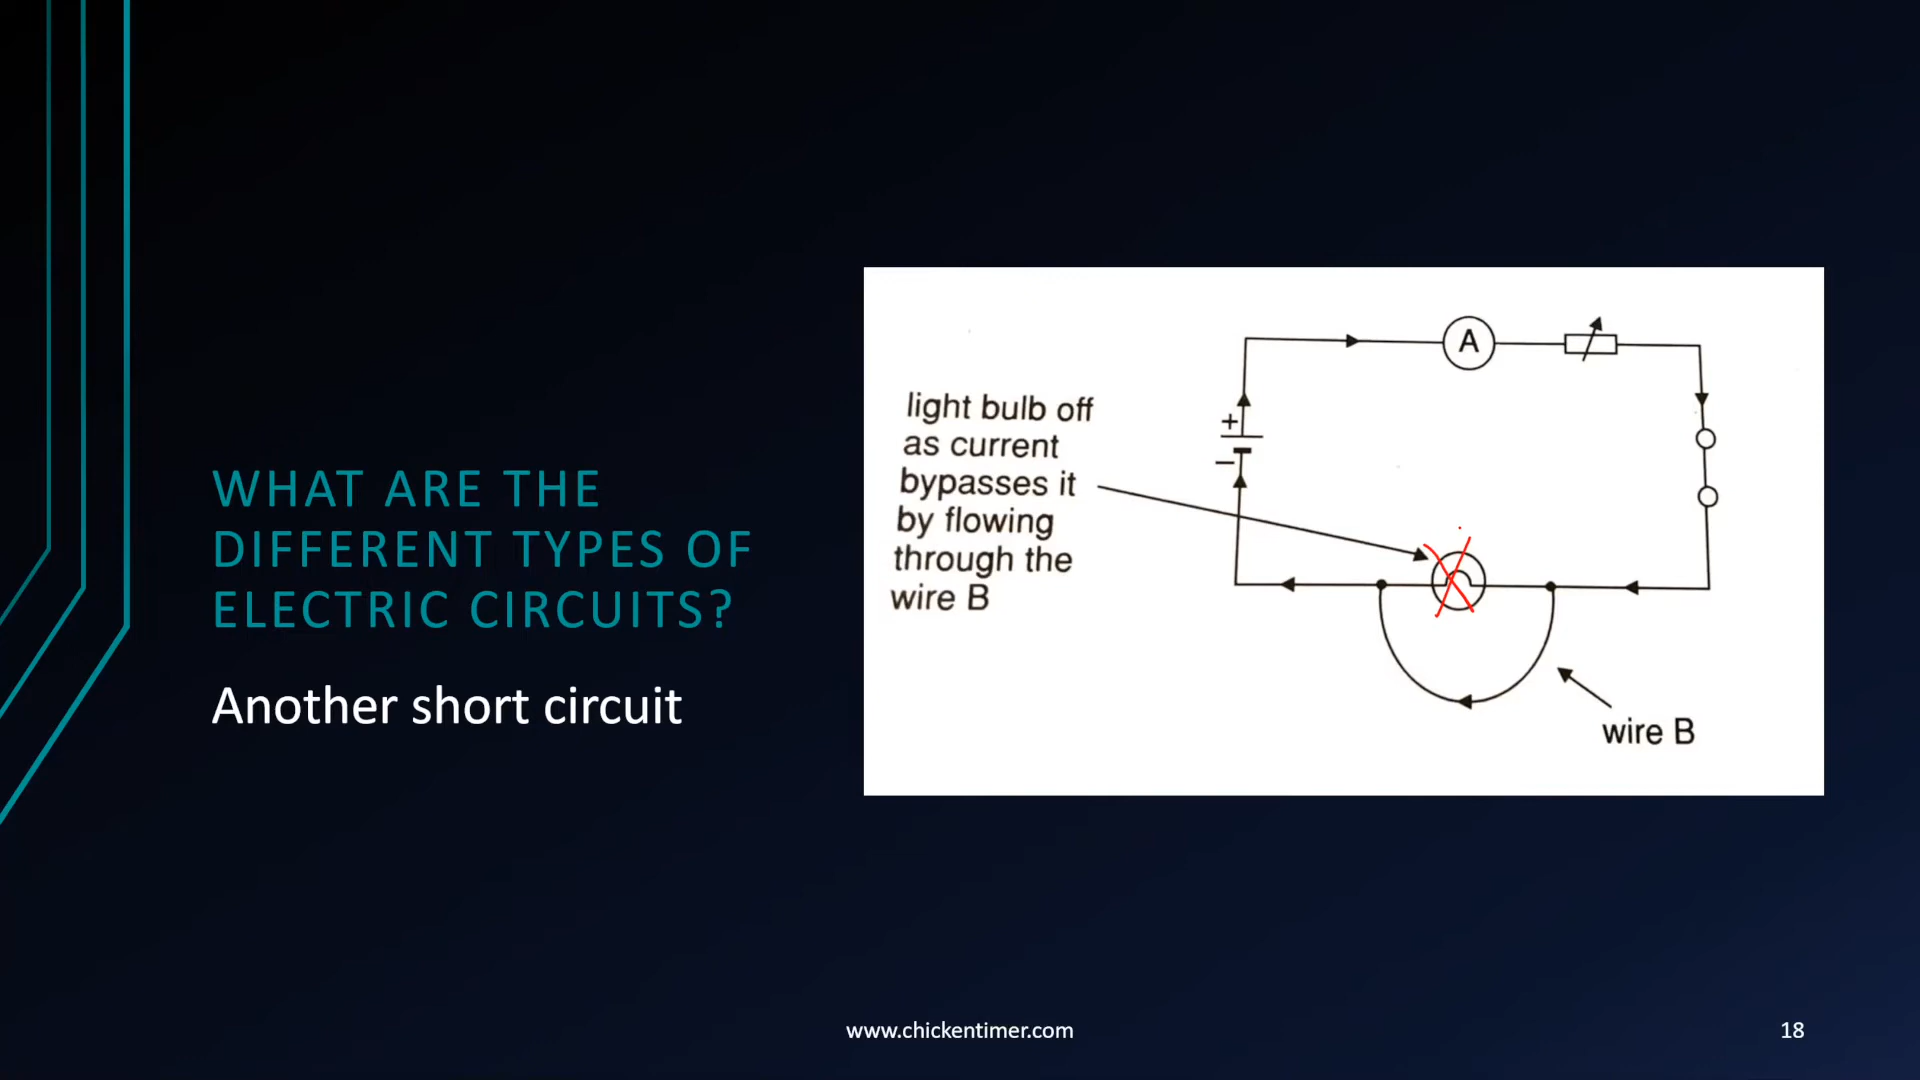 WHAT ARE THE
DIFFERENT TYPES OF
ELECTRIC CIRCUITS?
Another short circuit
light bulb off
as current
bypasses it
by flowing
through the
wire B
A
+
−
wire B
www.chickentimer.com
18